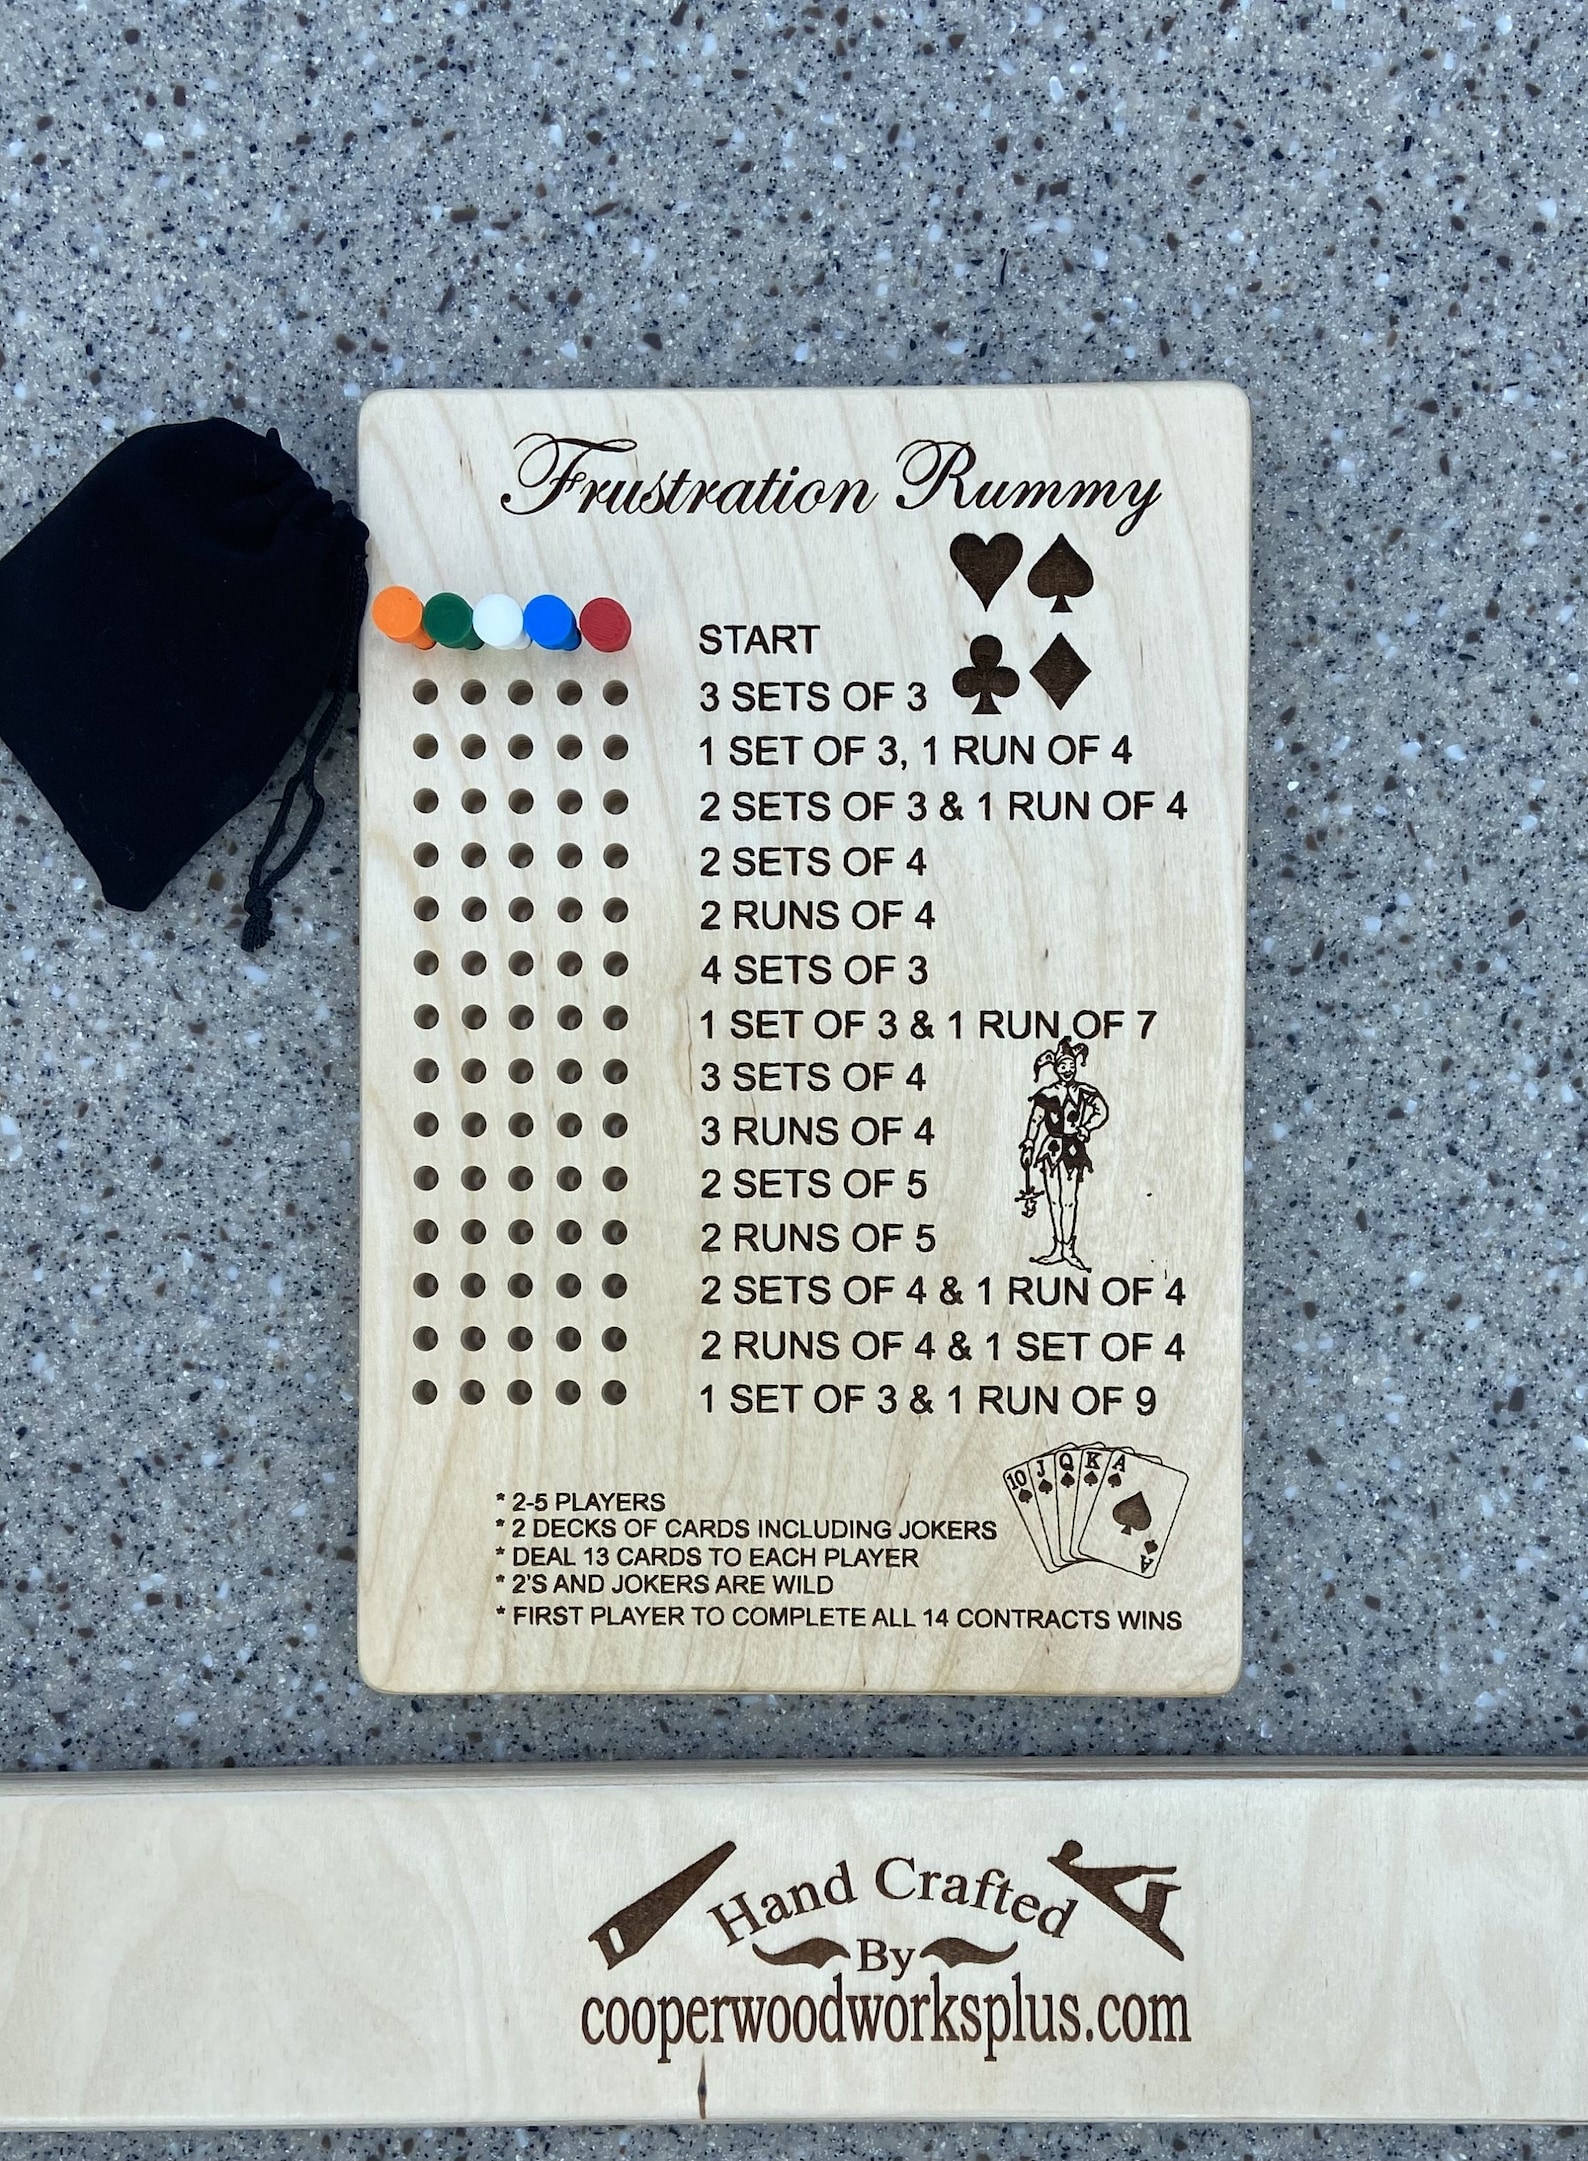 Frustration Rummy
START
3 SETS OF 3
1 SET OF 3, 1 RUN OF 4
2 SETS OF 3 & 1 RUN OF 4
2 SETS OF 4
2 RUNS OF 4
4 SETS OF 3
1 SET OF 3 & 1 RUN OF 7
3 SETS OF 4
3 RUNS OF 4
2 SETS OF 5
2 RUNS OF 5
2 SETS OF 4 & 1 RUN OF 4
2 RUNS OF 4 & 1 SET OF 4
1 SET OF 3 & 1 RUN OF 9
10 J Q K A
A
* 2-5 PLAYERS
* 2 DECKS OF CARDS INCLUDING JOKERS
* DEAL 13 CARDS TO EACH PLAYER
* 2'S AND JOKERS ARE WILD
* FIRST PLAYER TO COMPLETE ALL 14 CONTRACTS WINS
Hand Crafted
By
cooperwoodworksplus.com